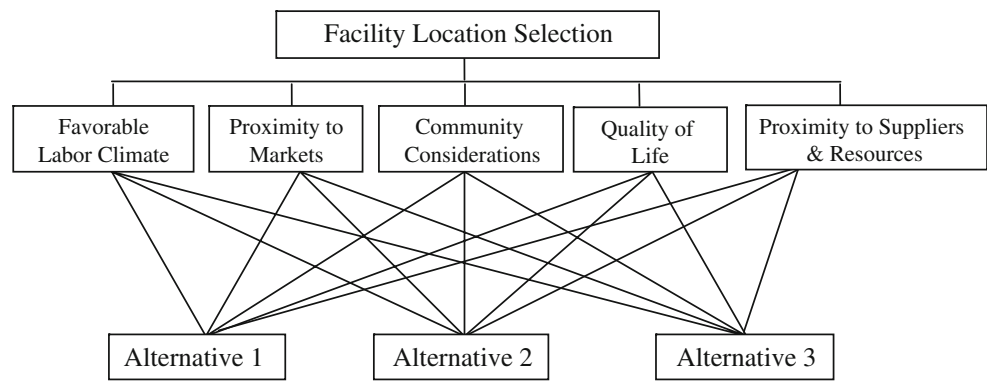 Facility Location Selection
Favorable
Labor Climate
Proximity to
Markets
Community
Considerations
Quality of
Life
Proximity to Suppliers
& Resources
Alternative 1
Alternative 2
Alternative 3